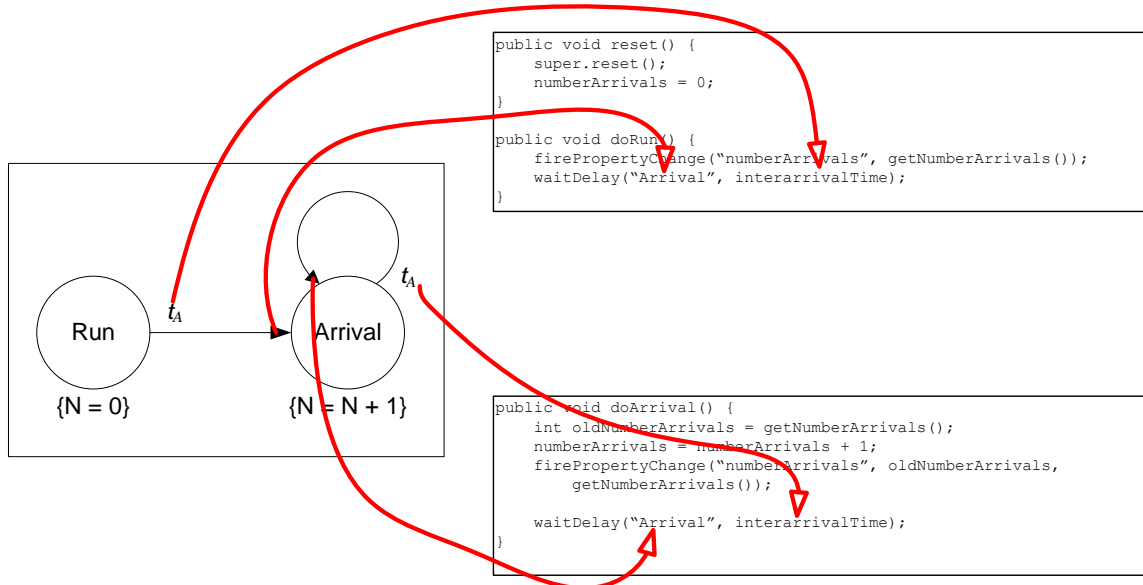 public void reset() {
    super.reset();
    numberArrivals = 0;
}
public void doRun() {
    firePropertyChange(“numberArrivals”, getNumberArrivals());
    waitDelay(“Arrival”, interarrivalTime);
}
tA
tA
Run
Arrival
{N = 0}
{N = N + 1}
public void doArrival() {
    int oldNumberArrivals = getNumberArrivals();
    numberArrivals = numberArrivals + 1;
    firePropertyChange(“numberArrivals”, oldNumberArrivals,
        getNumberArrivals());
    waitDelay(“Arrival”, interarrivalTime);
}